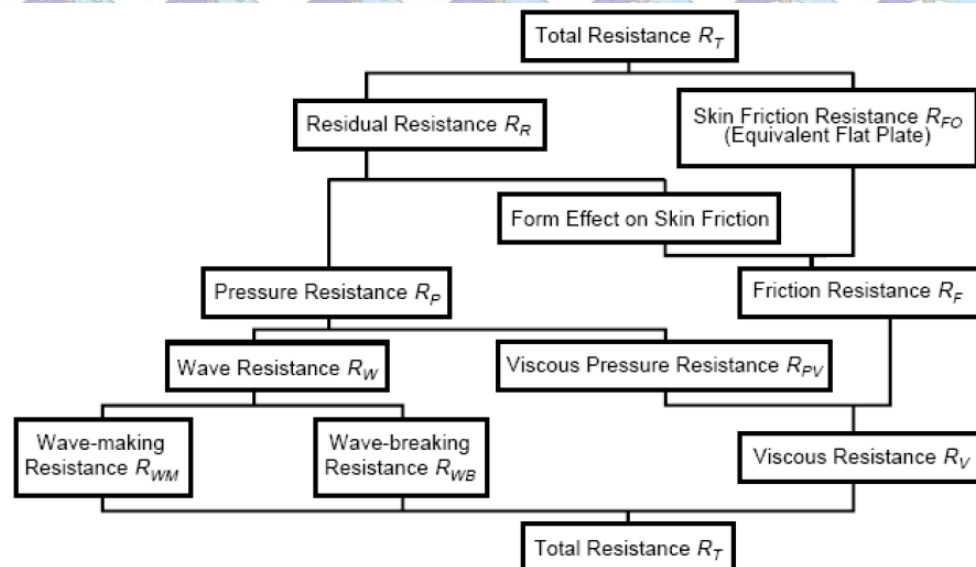 Total Resistance R_T
Residual Resistance R_R
Skin Friction Resistance R_FO
(Equivalent Flat Plate)
Form Effect on Skin Friction
Pressure Resistance R_P
Friction Resistance R_F
Wave Resistance R_W
Viscous Pressure Resistance R_PV
Wave-making
Resistance R_WM
Wave-breaking
Resistance R_WB
Viscous Resistance R_V
Total Resistance R_T